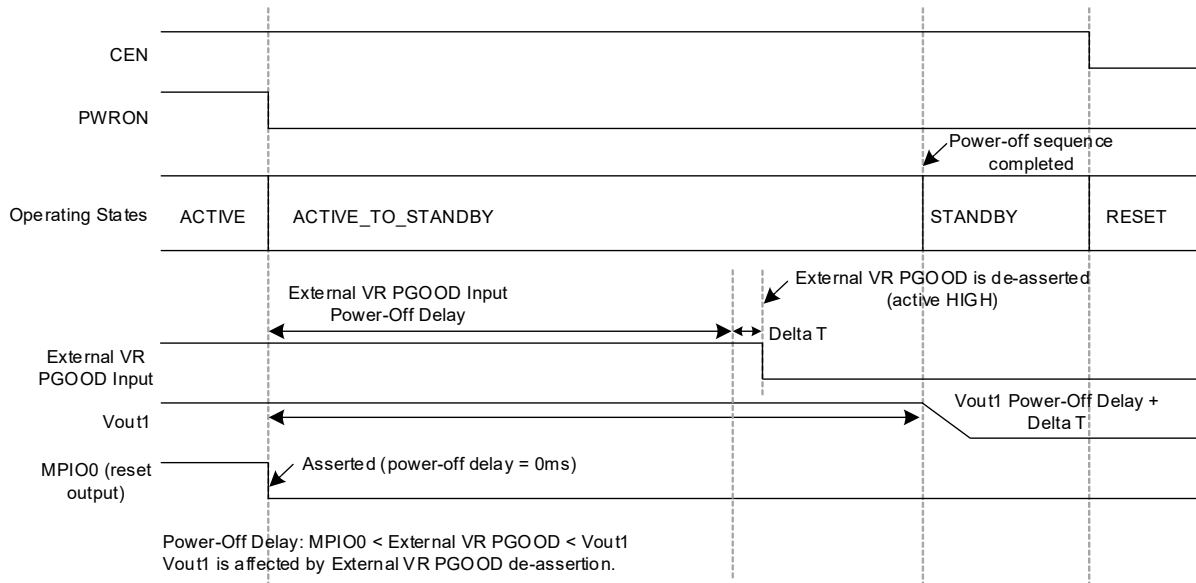 CEN
PWRON
Power-off sequence
completed
Operating States
ACTIVE
ACTIVE_TO_STANDBY
STANDBY
RESET
External VR PGOOD is de-asserted
(active HIGH)
External VR PGOOD Input
Power-Off Delay
Delta T
External VR
PGOOD Input
Vout1
Vout1 Power-Off Delay +
Delta T
MPIO0 (reset
output)
Asserted (power-off delay = 0ms)
Power-Off Delay: MPIO0 < External VR PGOOD < Vout1
Vout1 is affected by External VR PGOOD de-assertion.